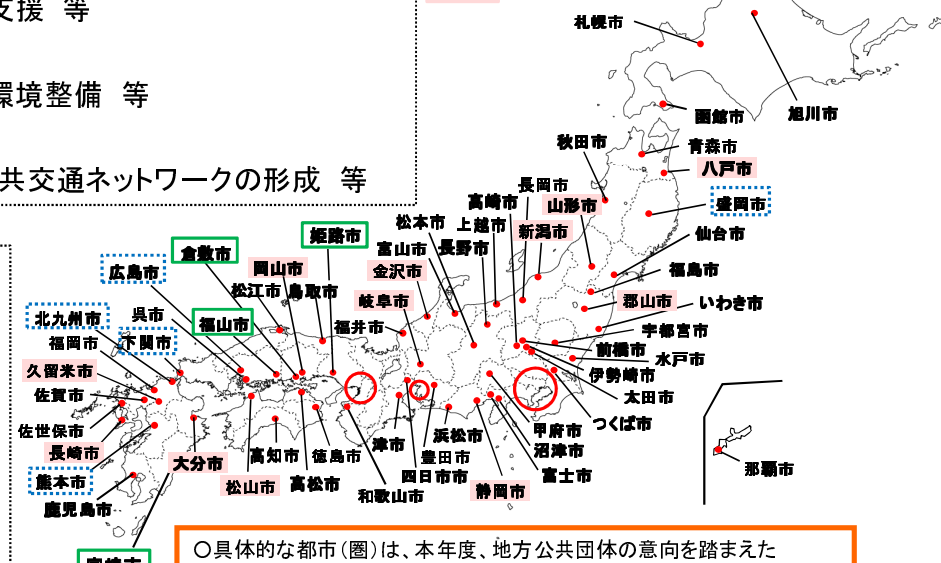 支援 等
環境整備 等
共交通ネットワークの形成 等
札幌市
旭川市
函館市
秋田市
青森市
八戸市
長岡市
高崎市
山形市
盛岡市
松本市
上越市
姫路市
新潟市
仙台市
倉敷市
富山市
長野市
広島市
岡山市
金沢市
福島市
松江市
鳥取市
岐阜市
郡山市
いわき市
北九州市
呉市
福山市
福井市
宇都宮市
福岡市
下関市
前橋市
水戸市
久留米市
伊勢崎市
佐賀市
太田市
つくば市
佐世保市
浜松市
甲府市
津市
長崎市
大分市
高知市
徳島市
豊田市
沼津市
那覇市
熊本市
松山市
高松市
四日市市
富士市
和歌山市
静岡市
鹿児島市
〇具体的な都市（圏）は、本年度、地方公共団体の意向を踏まえた